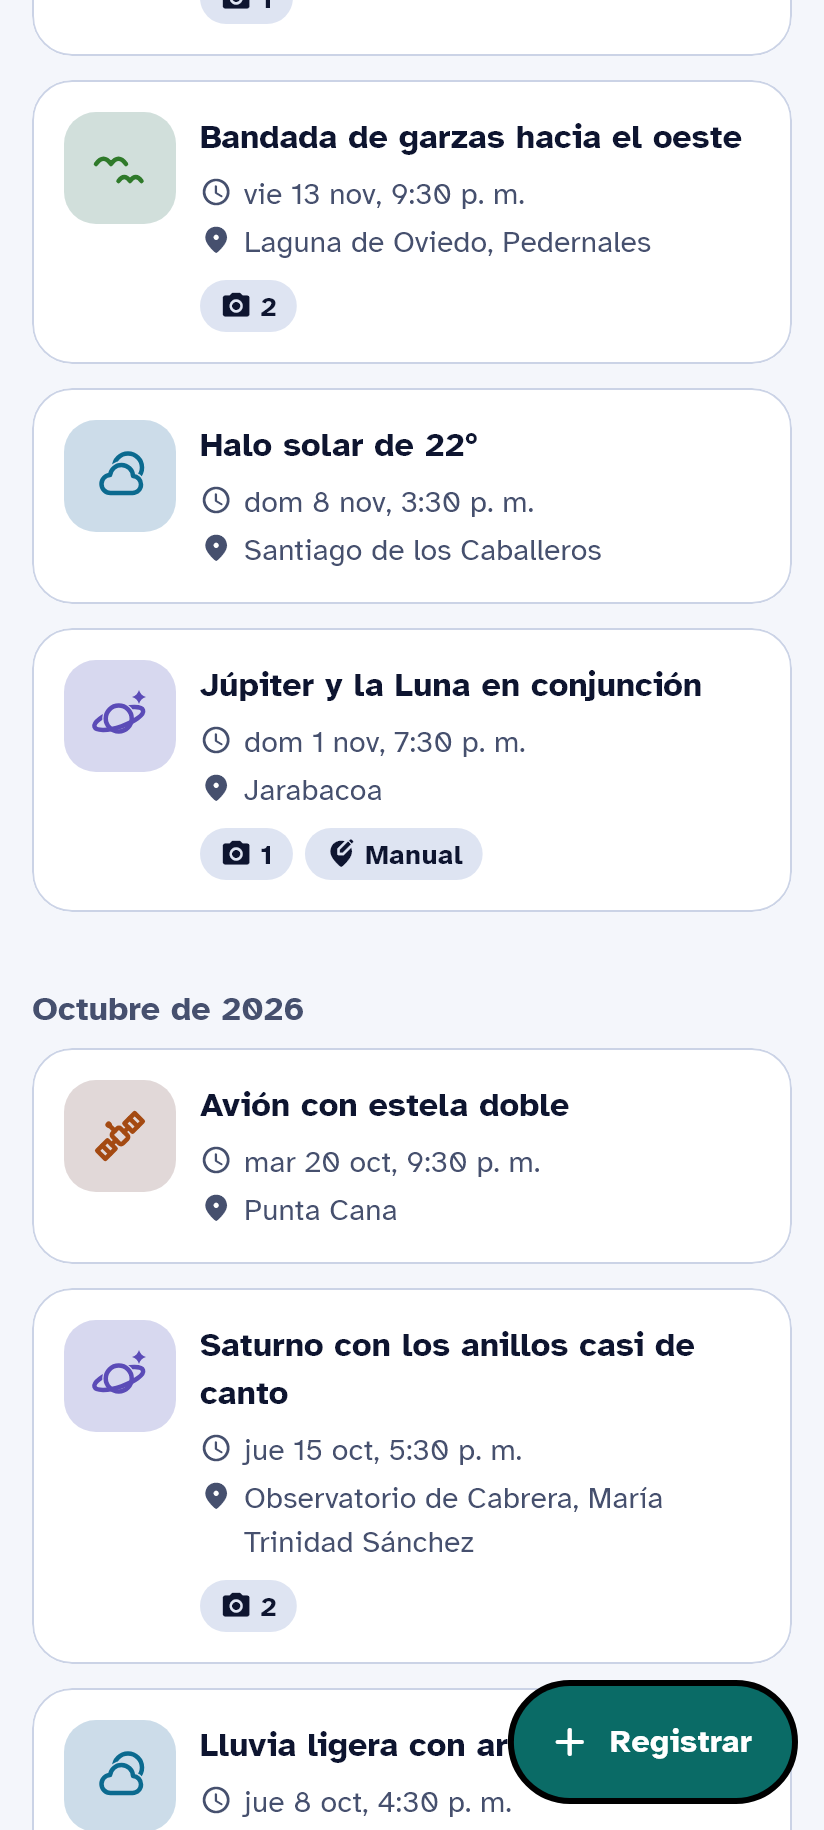 Bandada de garzas hacia el oeste
vie 13 nov, 9:30 p. m.
Laguna de Oviedo, Pedernales
2
Halo solar de 22°
dom 8 nov, 3:30 p. m.
Santiago de los Caballeros
Júpiter y la Luna en conjunción
dom 1 nov, 7:30 p. m.
Jarabacoa
1 Manual
Octubre de 2026
Avión con estela doble
mar 20 oct, 9:30 p. m.
Punta Cana
Saturno con los anillos casi de
canto
jue 15 oct, 5:30 p. m.
Observatorio de Cabrera, María
Trinidad Sánchez
2
Lluvia ligera con
Registrar
jue 8 oct, 4:30 p. m.